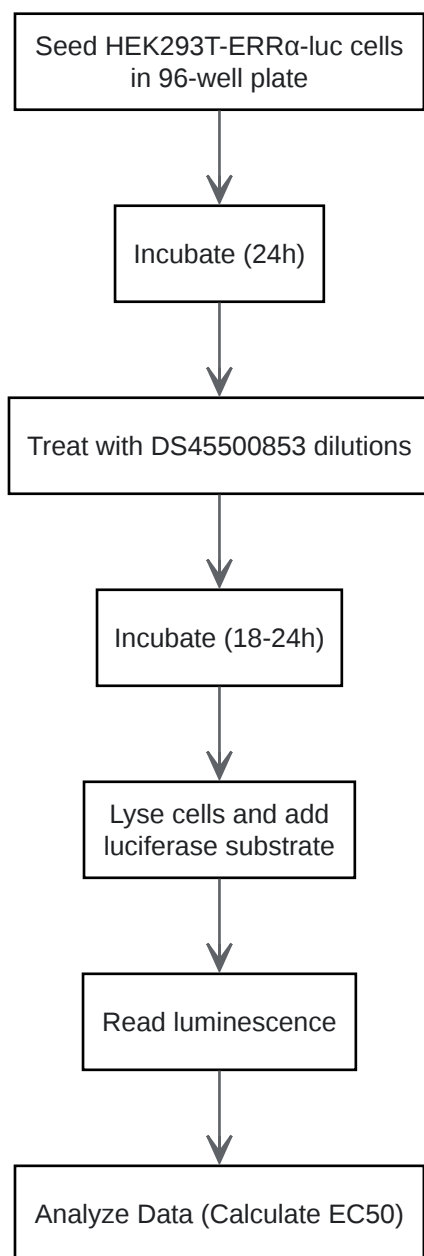 Seed HEK293T-ERRα-luc cells
in 96-well plate
Incubate (24h)
Treat with DS45500853 dilutions
Incubate (18-24h)
Lyse cells and add
luciferase substrate
Read luminescence
Analyze Data (Calculate EC50)